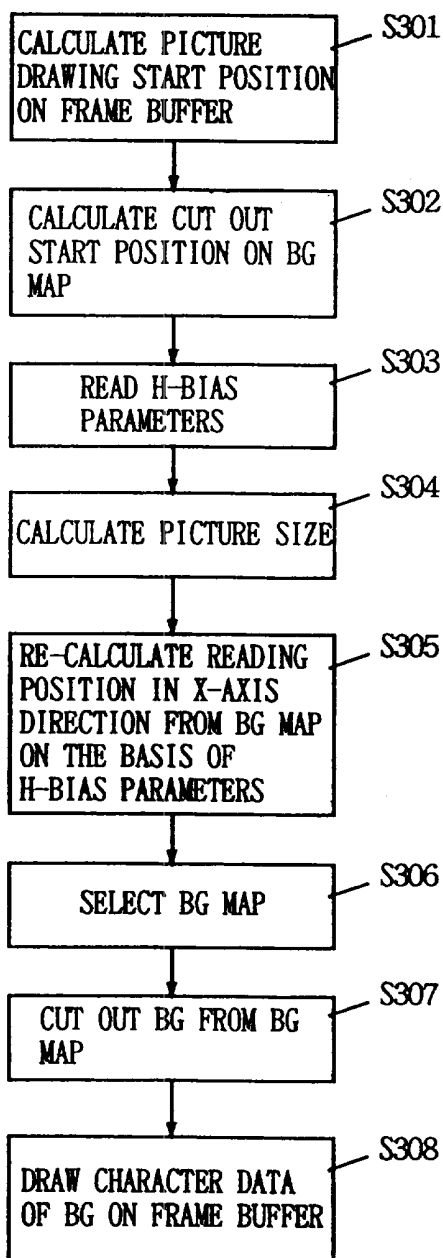 CALCULATE PICTURE
DRAWING START POSITION
ON FRAME BUFFER
S301
CALCULATE CUT OUT
START POSITION ON BG
MAP
S302
READ H-BIAS
PARAMETERS
S303
CALCULATE PICTURE SIZE
S304
RE-CALCULATE READING
POSITION IN X-AXIS
DIRECTION FROM BG MAP
ON THE BASIS OF
H-BIAS PARAMETERS
S305
SELECT BG MAP
S306
CUT OUT BG FROM BG
MAP
S307
DRAW CHARACTER DATA
OF BG ON FRAME BUFFER
S308